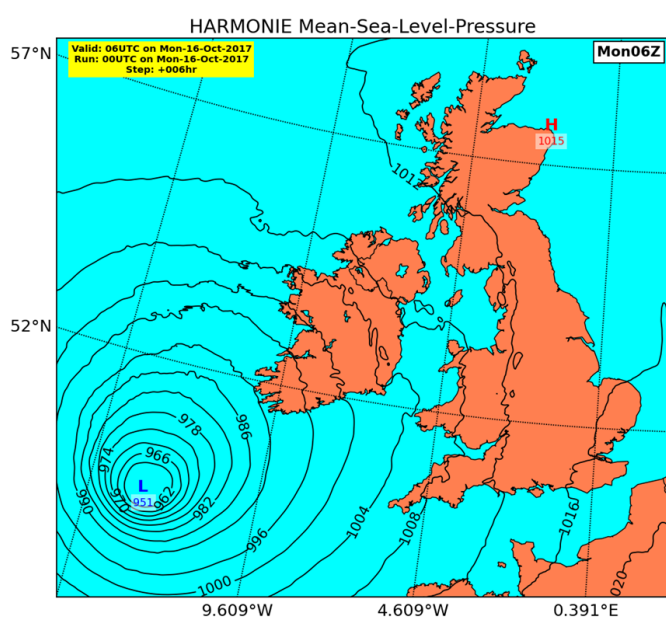 HARMONIE Mean-Sea-Level-Pressure
57°N
Valid: 06UTC on Mon-16-Oct-2017
Run: 00UTC on Mon-16-Oct-2017
Step: +006hr
Mon06Z
H
1015
1012
52°N
978
986
966
974
L
951
962
970
990
982
996
1004
1008
1016
1000
020
9.609°W
4.609°W
0.391°E